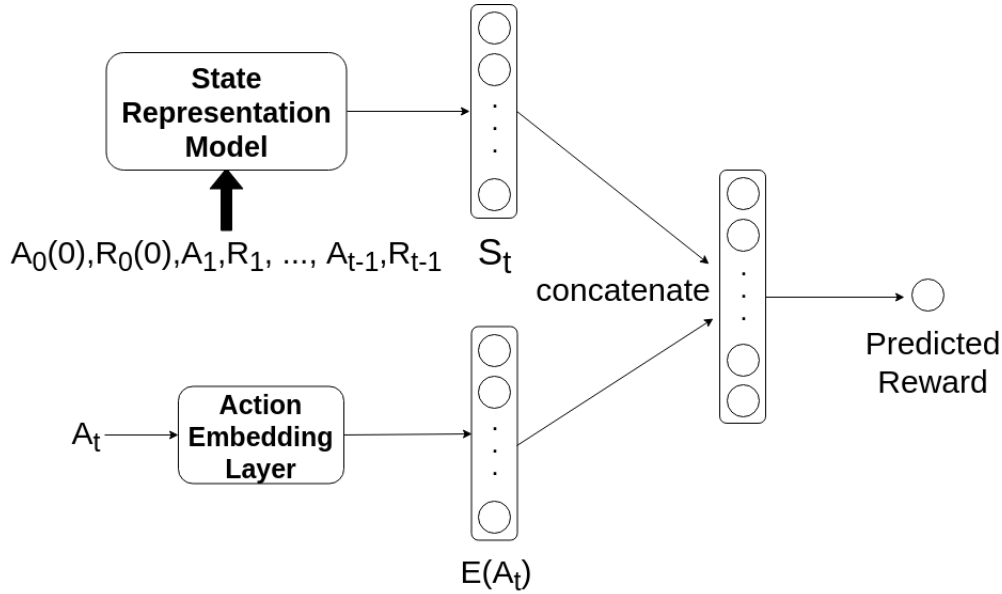 State
Representation
Model
A₀(0),R₀(0),A₁,R₁, ..., Aₜ₋₁,Rₜ₋₁
Sₜ
concatenate
Predicted
Reward
Aₜ
Action
Embedding
Layer
E(Aₜ)